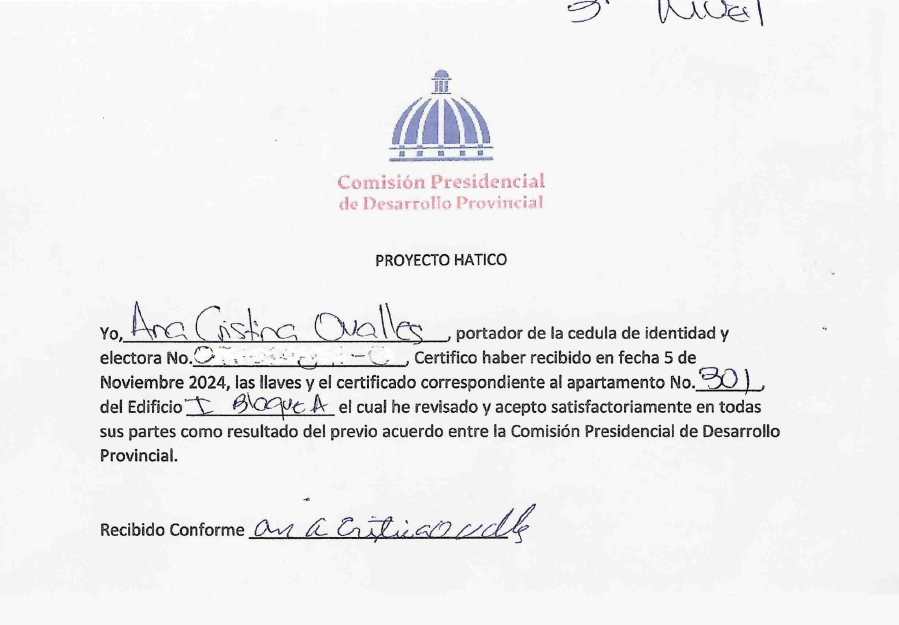 3º Nivel
Comisión Presidencial
de Desarrollo Provincial
PROYECTO HATICO
Yo, Ana Cristina Ovalles, portador de la cedula de identidad y
electora No. , Certifico haber recibido en fecha 5 de
Noviembre 2024, las llaves y el certificado correspondiente al apartamento No. 301,
del Edificio I Bloque A el cual he revisado y acepto satisfactoriamente en todas
sus partes como resultado del previo acuerdo entre la Comisión Presidencial de Desarrollo
Provincial.
Recibido Conforme